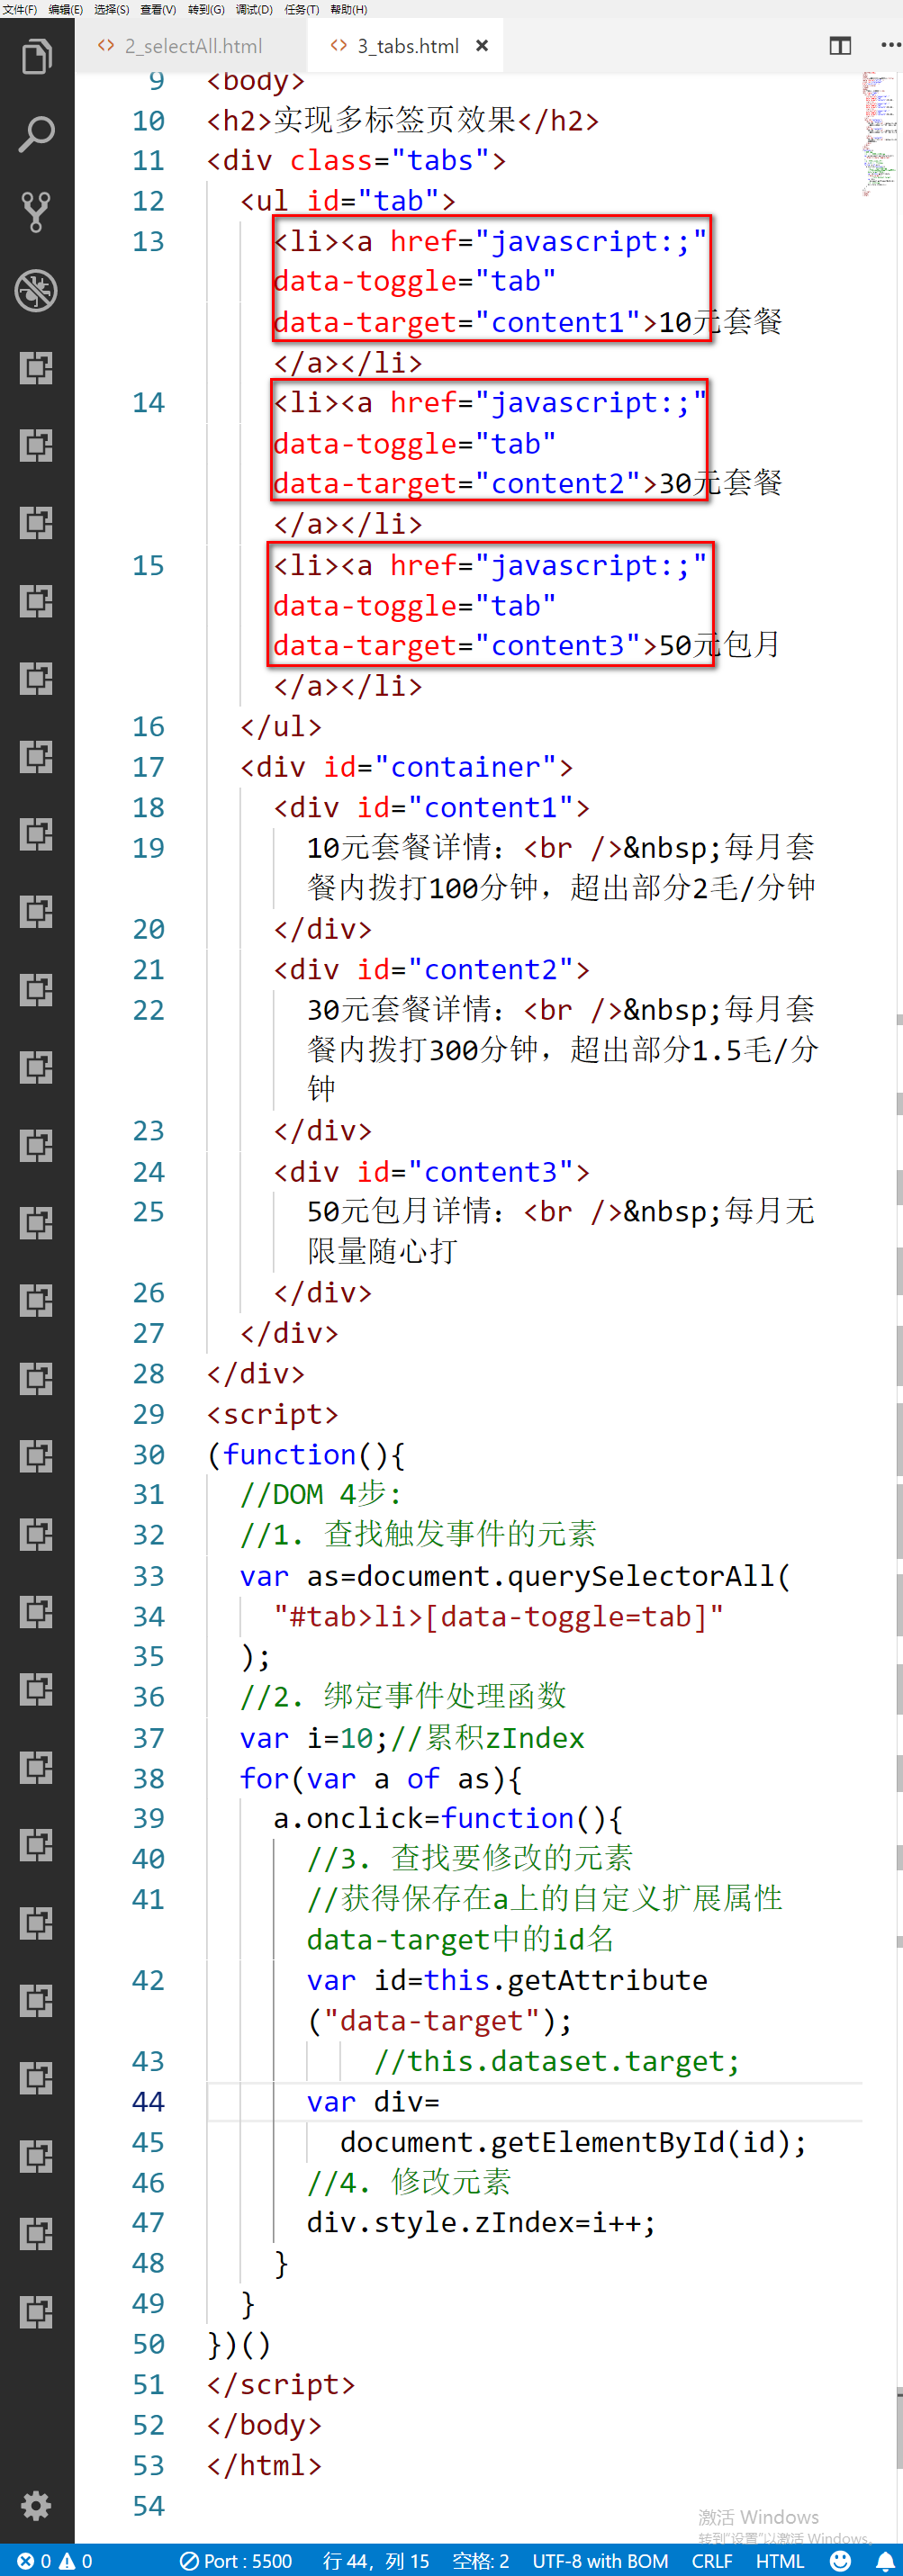 文件(F) 编辑(E) 选择(S) 查看(V) 转到(G) 调试(D) 任务(T) 帮助(H)
<> 2_selectAll.html <> 3_tabs.html ×
9 <body>
10 <h2>实现多标签页效果</h2>
11 <div class="tabs">
12 <ul id="tab">
13 <li><a href="javascript:;"
data-toggle="tab"
data-target="content1">10元套餐
</a></li>
14 <li><a href="javascript:;"
data-toggle="tab"
data-target="content2">30元套餐
</a></li>
15 <li><a href="javascript:;"
data-toggle="tab"
data-target="content3">50元包月
</a></li>
16 </ul>
17 <div id="container">
18 <div id="content1">
19 10元套餐详情：<br />&nbsp;每月套
餐内拨打100分钟，超出部分2毛/分钟
20 </div>
21 <div id="content2">
22 30元套餐详情：<br />&nbsp;每月套
餐内拨打300分钟，超出部分1.5毛/分
钟
23 </div>
24 <div id="content3">
25 50元包月详情：<br />&nbsp;每月无
限量随心打
26 </div>
27 </div>
28 </div>
29 <script>
30 (function(){
31 //DOM 4步:
32 //1. 查找触发事件的元素
33 var as=document.querySelectorAll(
34 "#tab>li>[data-toggle=tab]"
35 );
36 //2. 绑定事件处理函数
37 var i=10;//累积zIndex
38 for(var a of as){
39 a.onclick=function(){
40 //3. 查找要修改的元素
41 //获得保存在a上的自定义扩展属性
data-target中的id名
42 var id=this.getAttribute
("data-target");
43 //this.dataset.target;
44 var div=
45 document.getElementById(id);
46 //4. 修改元素
47 div.style.zIndex=i++;
48 }
49 }
50 })()
51 </script>
52 </body>
53 </html>
54
激活 Windows
转到"设置"以激活 Windows。
0 0 Port : 5500 行 44，列 15 空格: 2 UTF-8 with BOM CRLF HTML